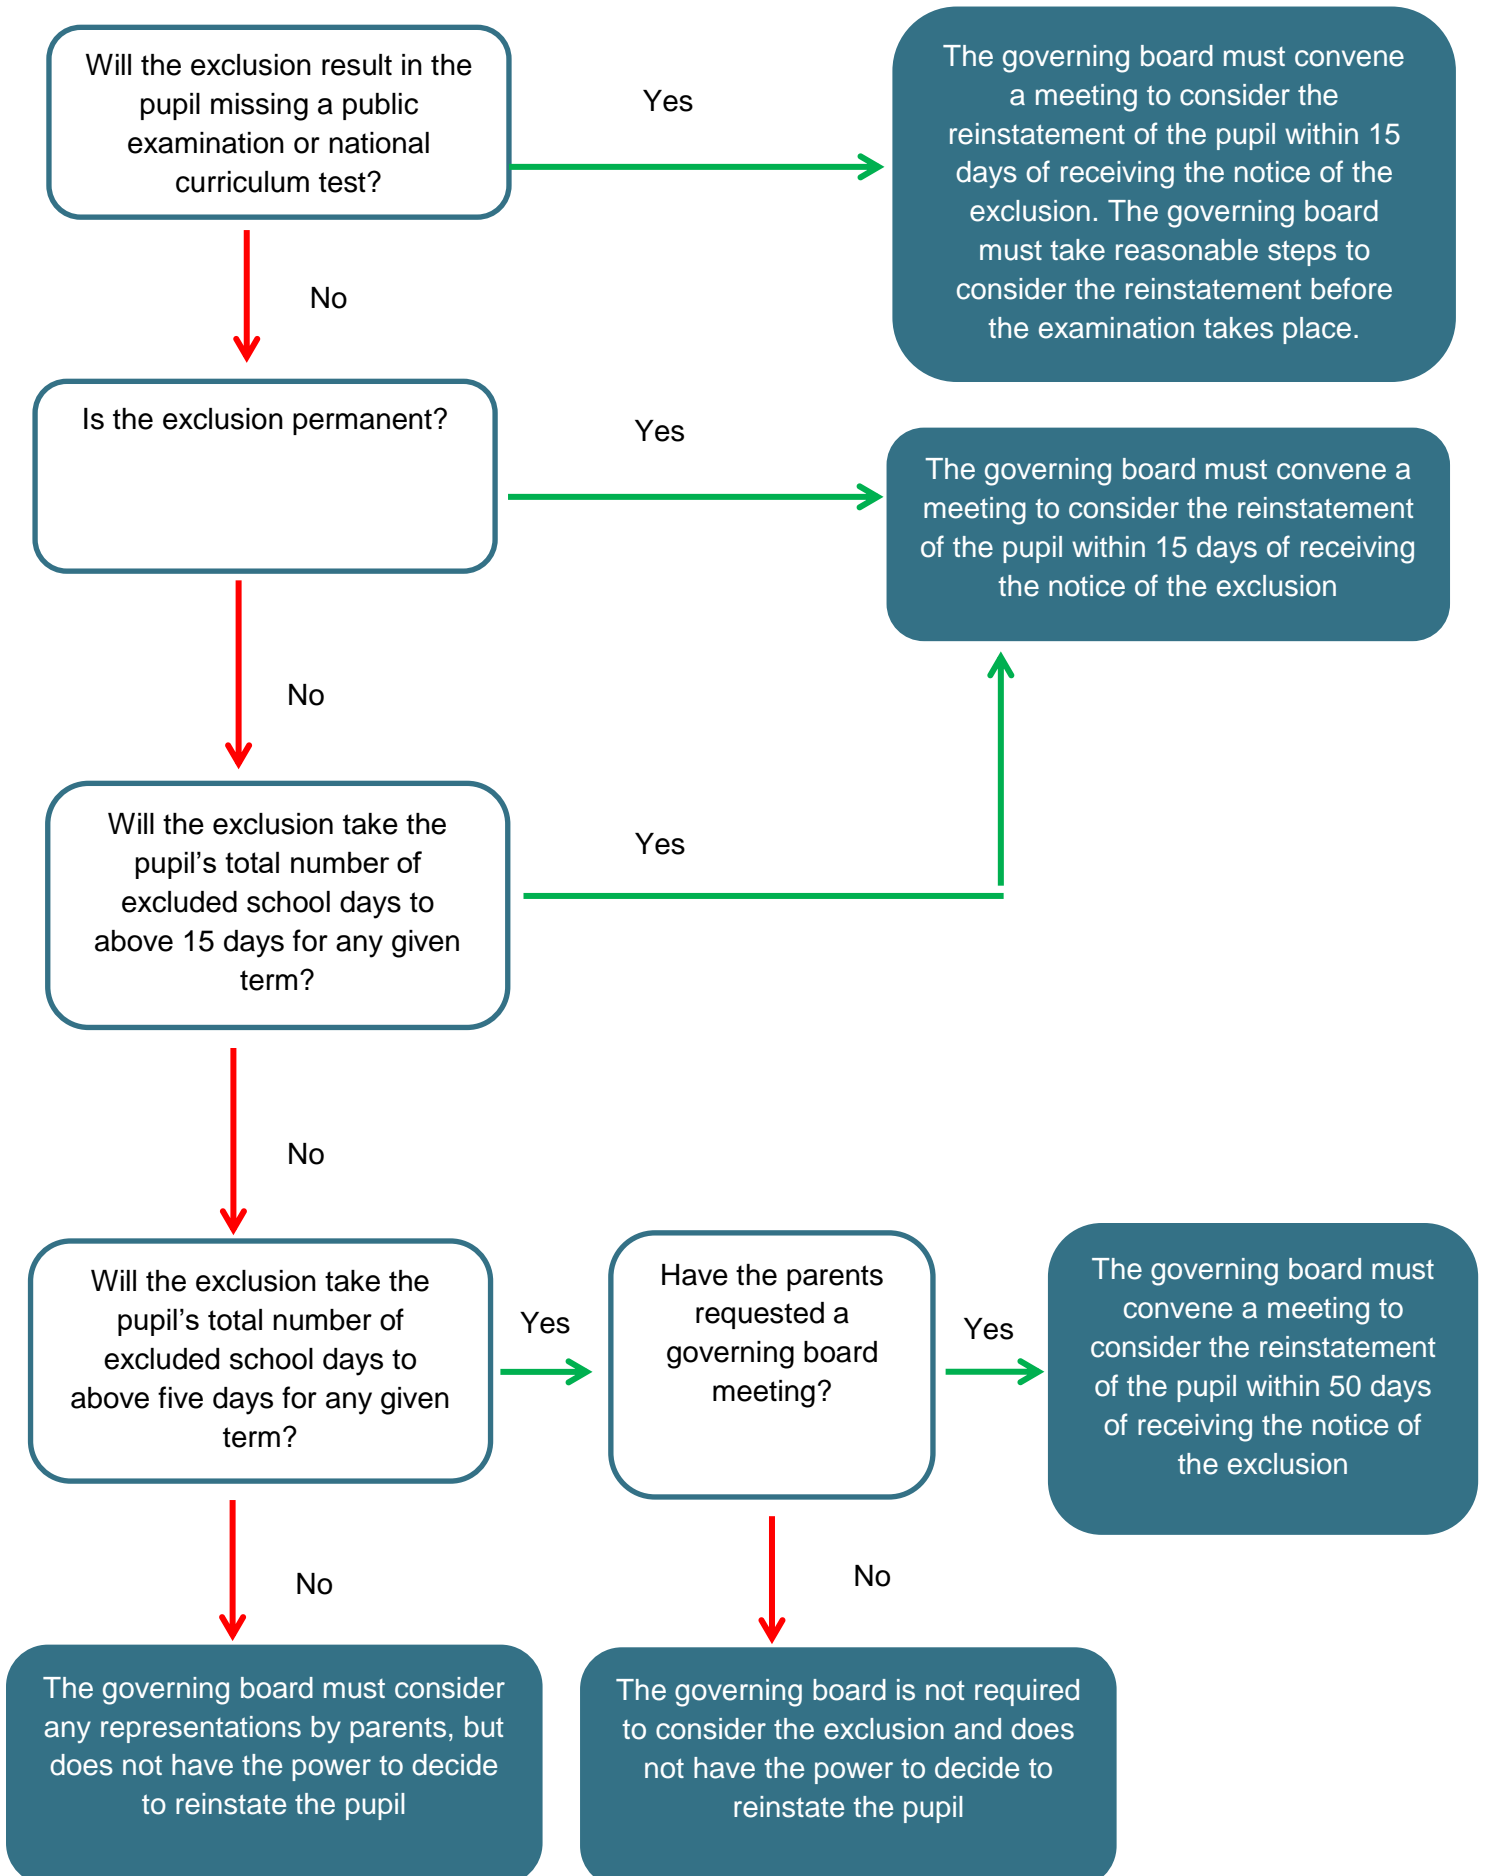 Will the exclusion result in the
pupil missing a public
examination or national
curriculum test?
Yes
The governing board must convene
a meeting to consider the
reinstatement of the pupil within 15
days of receiving the notice of the
exclusion. The governing board
must take reasonable steps to
consider the reinstatement before
the examination takes place.
No
Is the exclusion permanent?
Yes
The governing board must convene a
meeting to consider the reinstatement
of the pupil within 15 days of receiving
the notice of the exclusion
No
Will the exclusion take the
pupil’s total number of
excluded school days to
above 15 days for any given
term?
Yes
No
Will the exclusion take the
pupil’s total number of
excluded school days to
above five days for any given
term?
Yes
Have the parents
requested a
governing board
meeting?
Yes
The governing board must
convene a meeting to
consider the reinstatement
of the pupil within 50 days
of receiving the notice of
the exclusion
No
No
The governing board must consider
any representations by parents, but
does not have the power to decide
to reinstate the pupil
The governing board is not required
to consider the exclusion and does
not have the power to decide to
reinstate the pupil